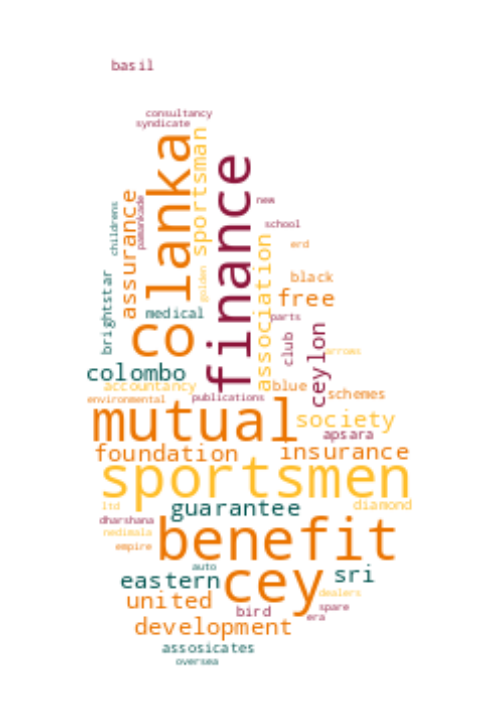 basil
consultancy
syndicate
lanka
sportsman
finance
new
assurance
childrens
pamankade
school
association
erd
golden
brightstar
black
free
medical
parts
co
club
ceylon
arrows
colombo
accountancy
blue
schemes
environmental
publications
mutual
society
apsara
foundation
insurance
sportsmen
ltd
guarantee
diamond
dharshana
benefit
nedimala
empire
auto
eastern
cey
sri
united
dealers
bird
spare
era
development
assosicates
oversea